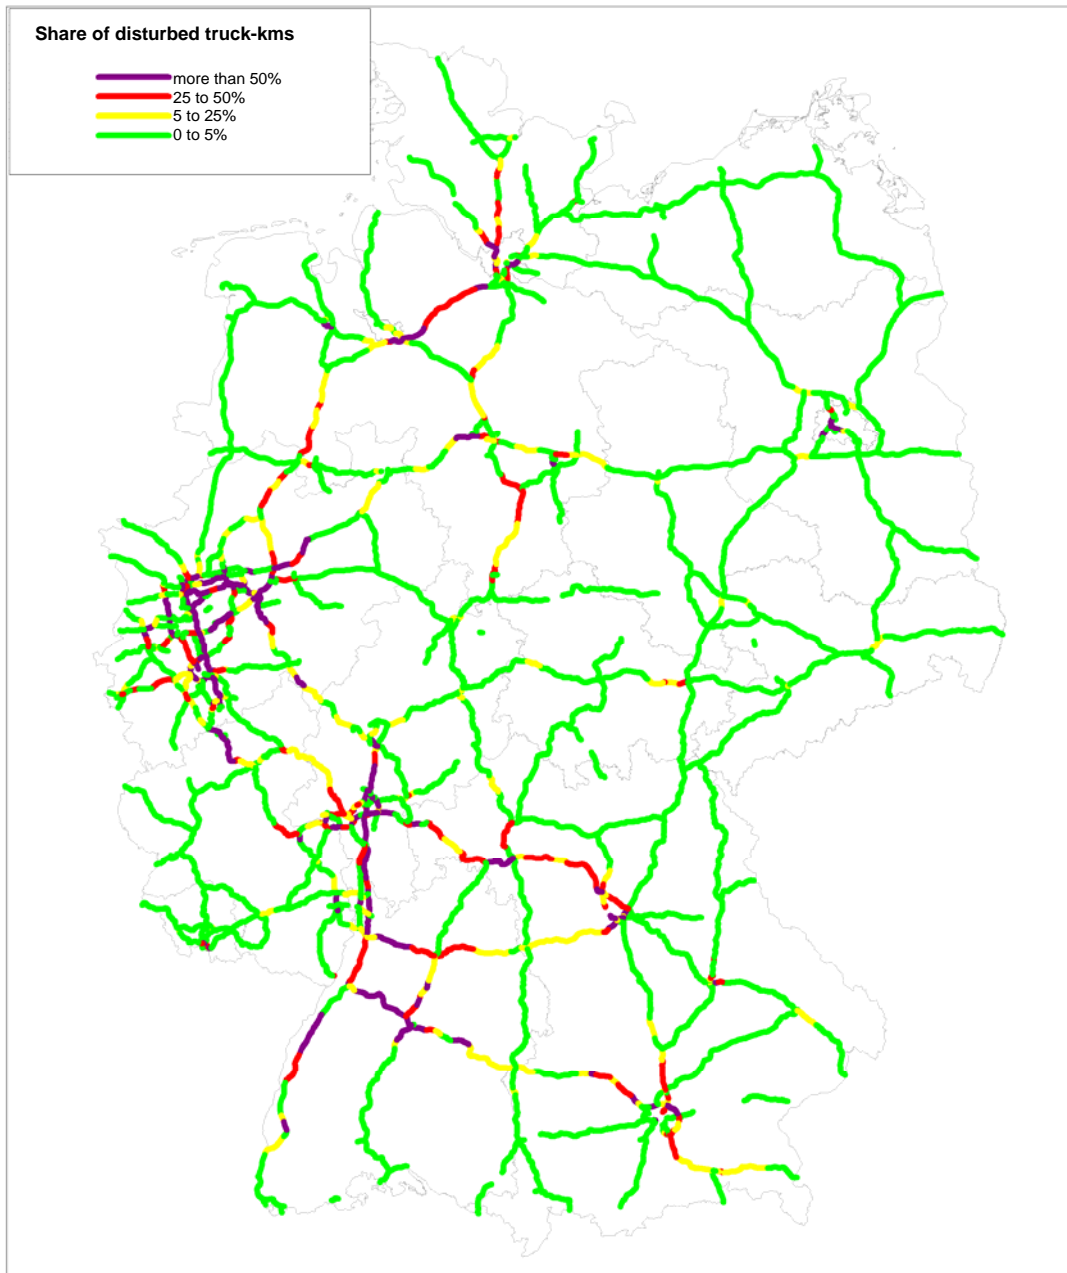 Share of disturbed truck-kms
more than 50%
25 to 50%
5 to 25%
0 to 5%